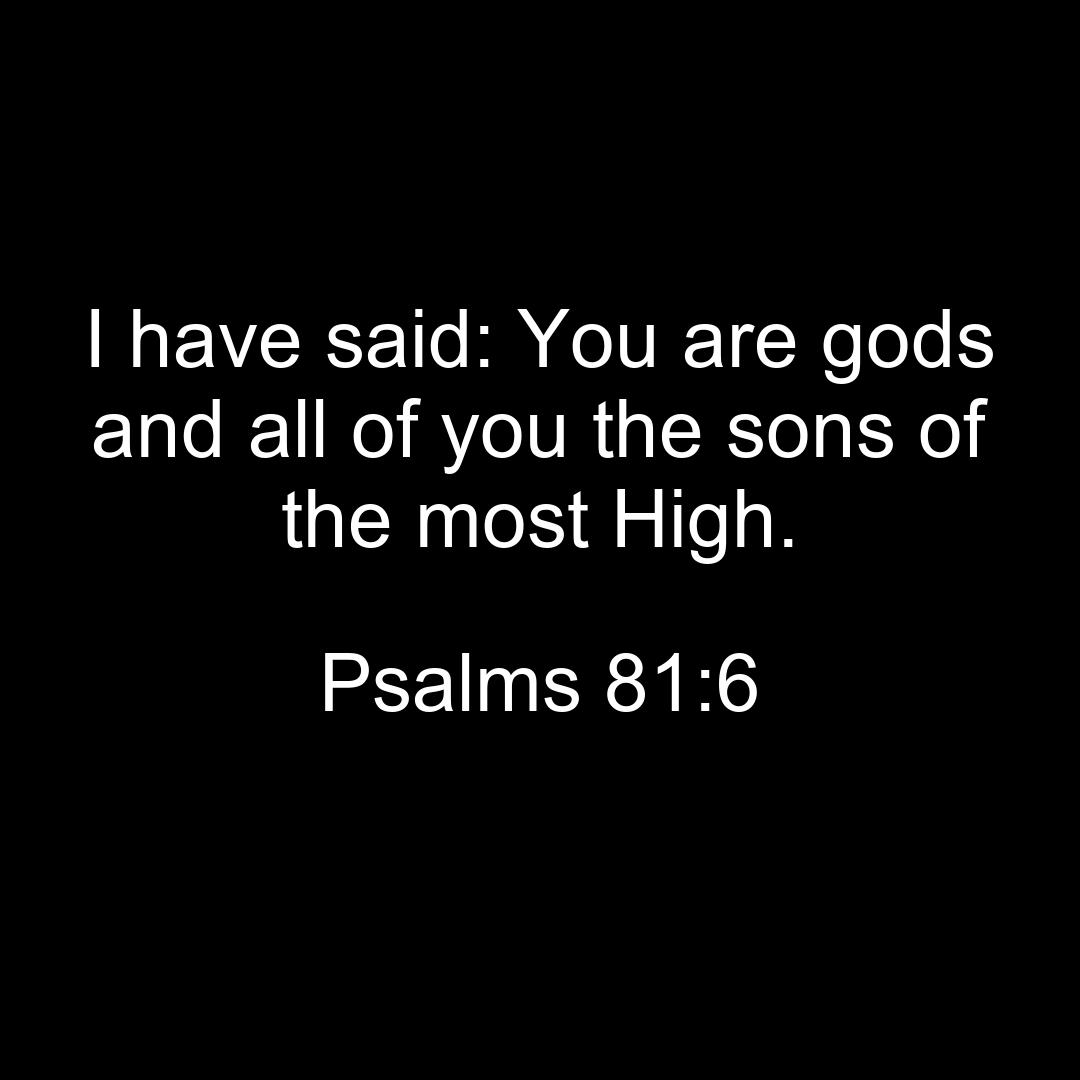 I have said: You are gods
and all of you the sons of
the most High.
Psalms 81:6